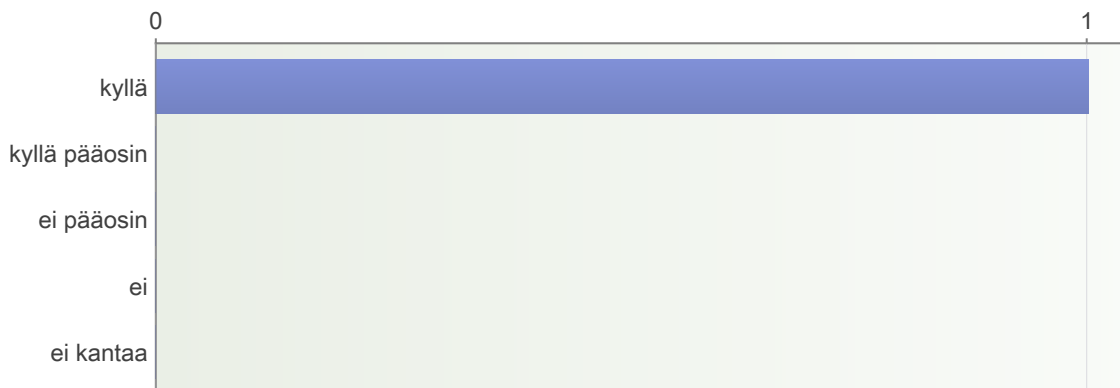 0 1
kyllä
kyllä pääosin
ei pääosin
ei
ei kantaa